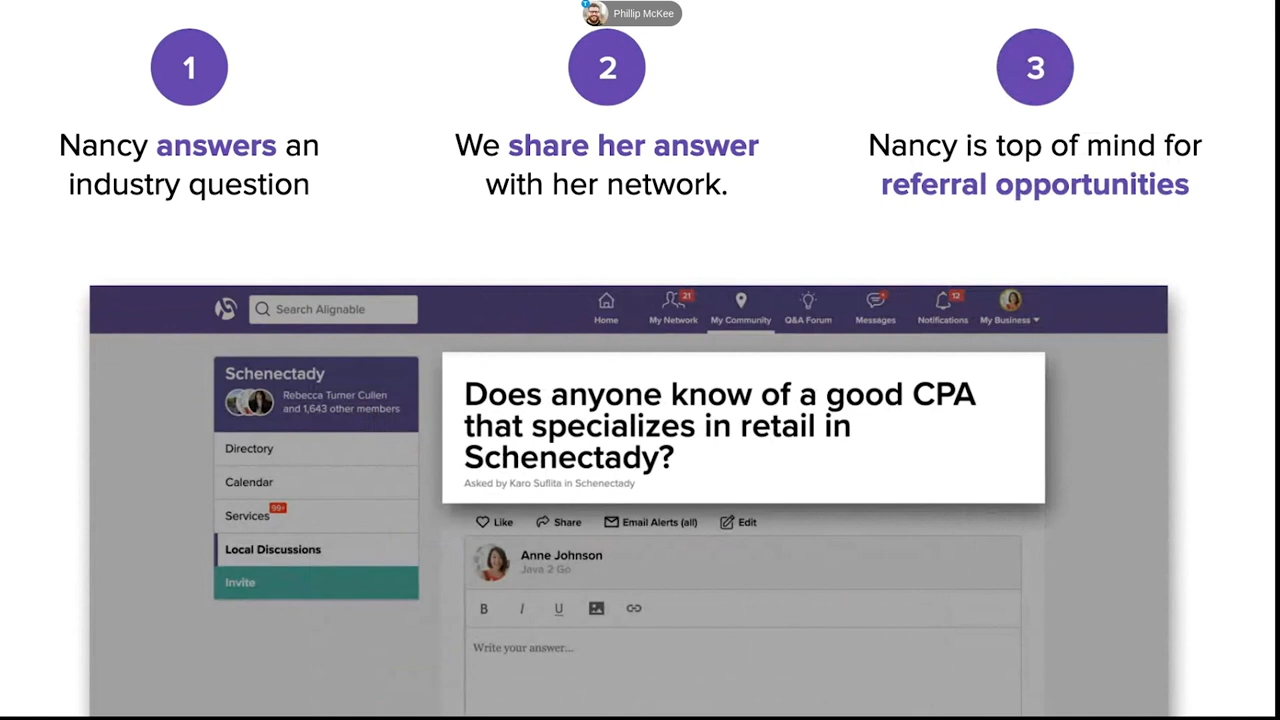 Phillip McKee
1
2
3
Nancy answers an
industry question
We share her answer
with her network.
Nancy is top of mind for
referral opportunities
Search Alignable
Home
21
My Network
My Community
Q&A Forum
Messages
12
Notifications
My Business
Schenectady
Rebecca Turner Cullen
and 1,643 other members
Directory
Calendar
Services
99+
Local Discussions
Invite
Does anyone know of a good CPA
that specializes in retail in
Schenectady?
Asked by Karo Suflita in Schenectady
Like
Share
Email Alerts (all)
Edit
Anne Johnson
Java 2 Go
B I U
Write your answer...